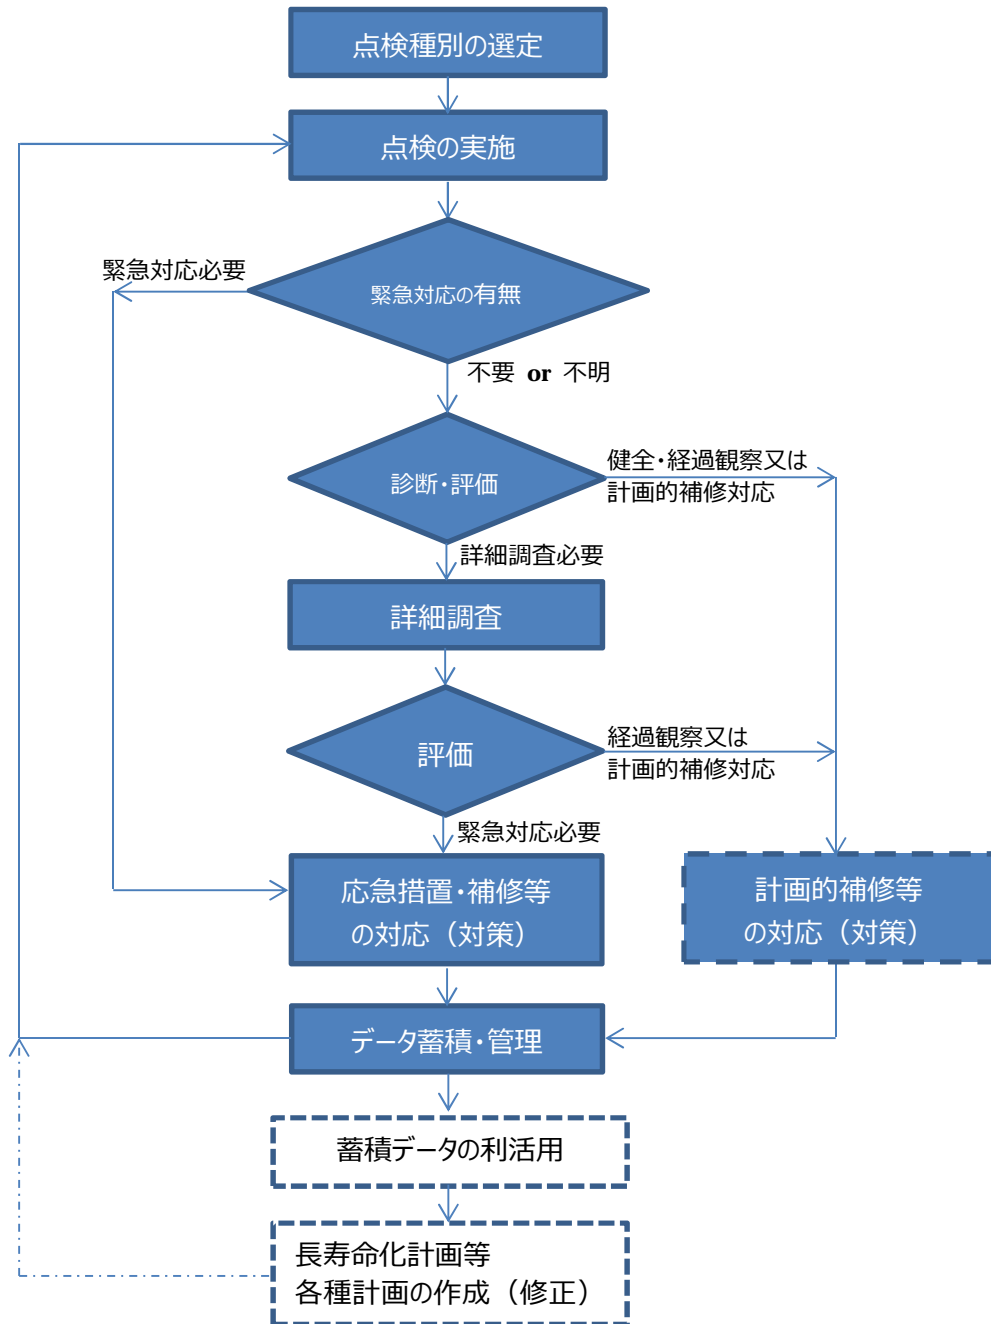 点検種別の選定
点検の実施
緊急対応必要
緊急対応の有無
不要 or 不明
診断・評価
健全・経過観察又は
計画的補修対応
詳細調査必要
詳細調査
評価
経過観察又は
計画的補修対応
緊急対応必要
応急措置・補修等
の対応（対策）
計画的補修等
の対応（対策）
データ蓄積・管理
蓄積データの利活用
長寿命化計画等
各種計画の作成（修正）